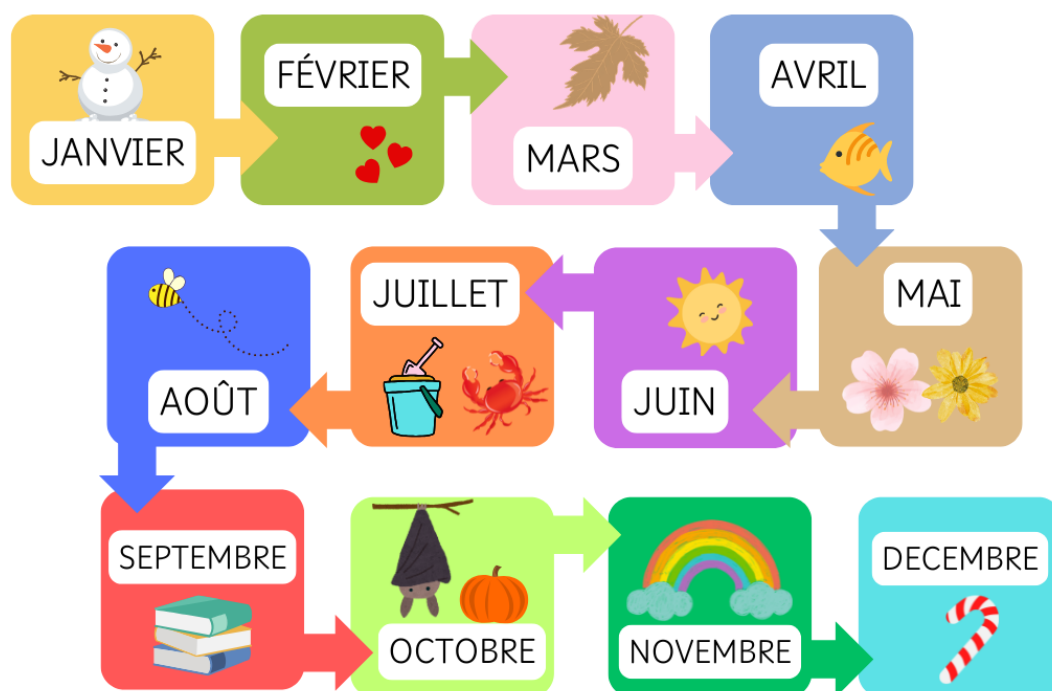 JANVIER
FÉVRIER
MARS
AVRIL
MAI
JUIN
JUILLET
AOÛT
SEPTEMBRE
OCTOBRE
NOVEMBRE
DECEMBRE